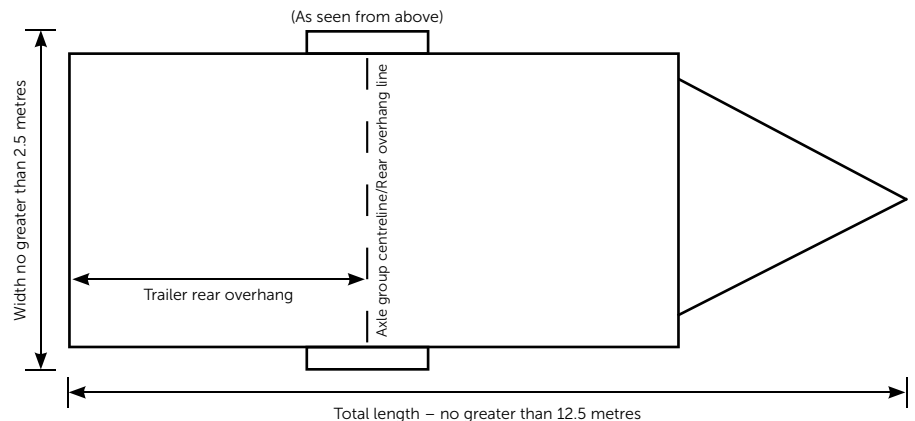 (As seen from above)
Width no greater than 2.5 metres
Axle group centreline/Rear overhang line
Trailer rear overhang
Total length – no greater than 12.5 metres